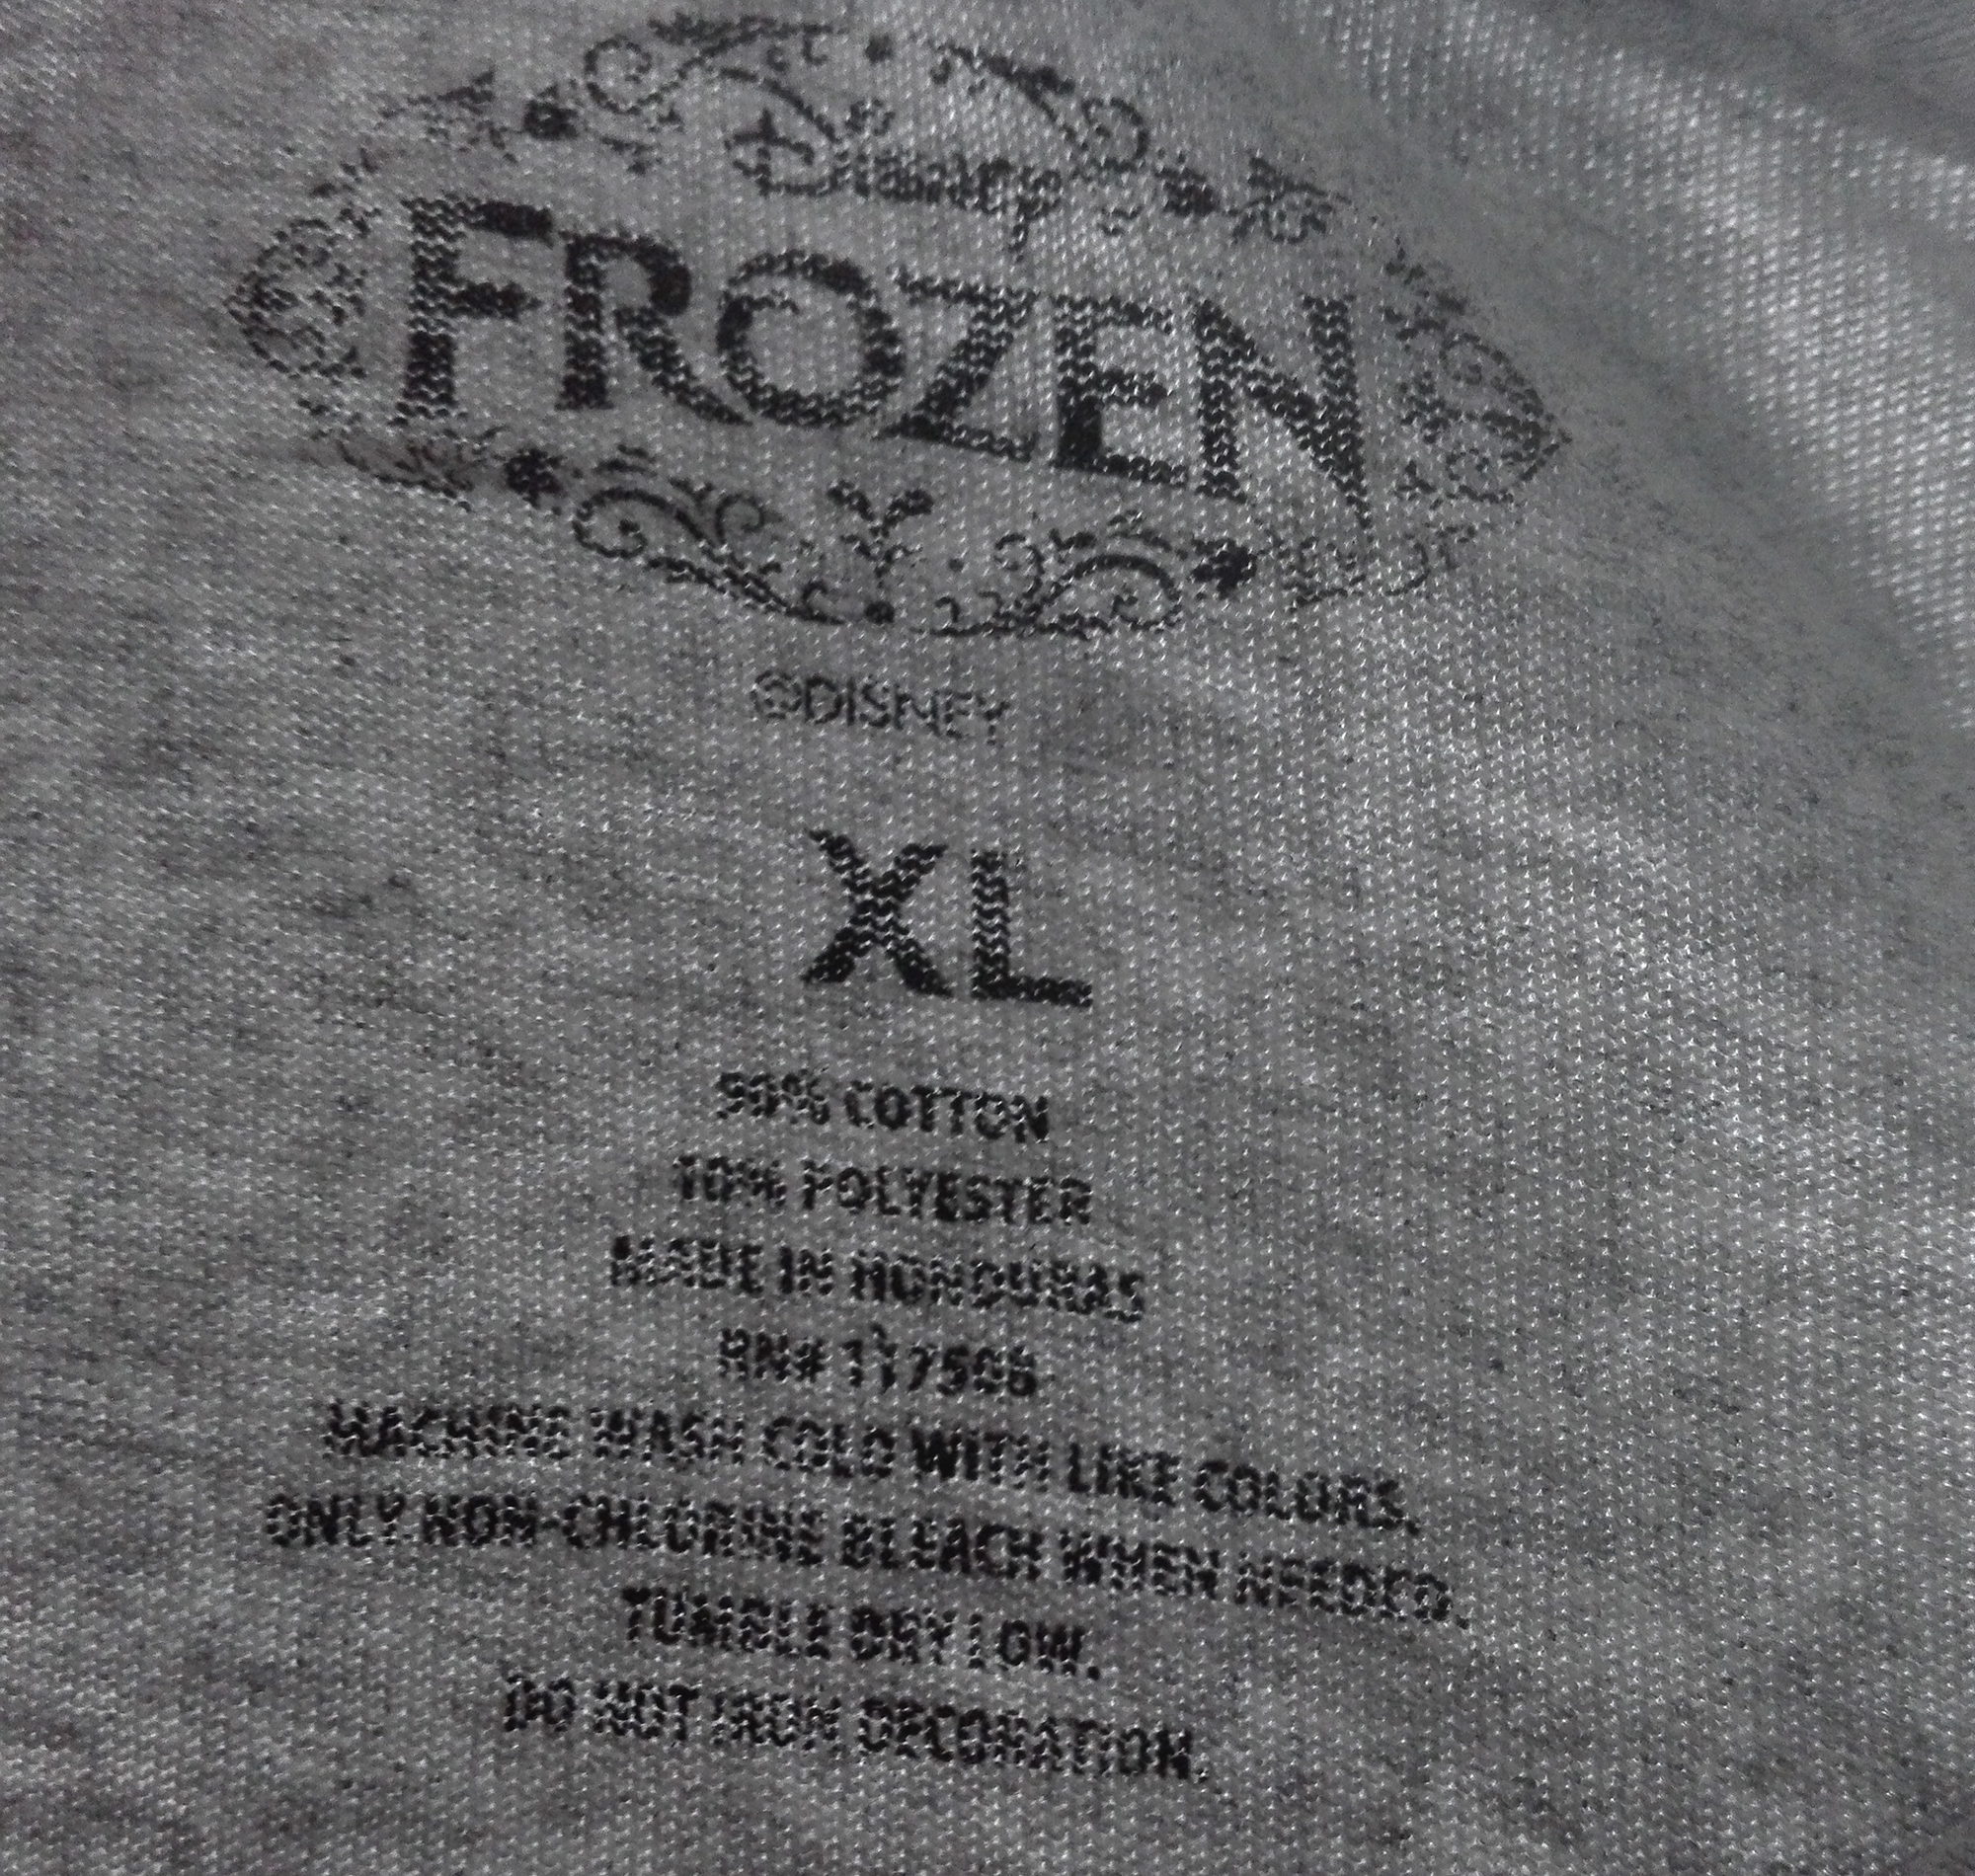 Disney
FROZEN
©DISNEY
XL
90% COTTON
10% POLYESTER
MADE IN HONDURAS
RN# 117506
MACHINE WASH COLD WITH LIKE COLORS.
ONLY NON-CHLORINE BLEACH WHEN NEEDED.
TUMBLE DRY LOW.
DO NOT IRON DECORATION.